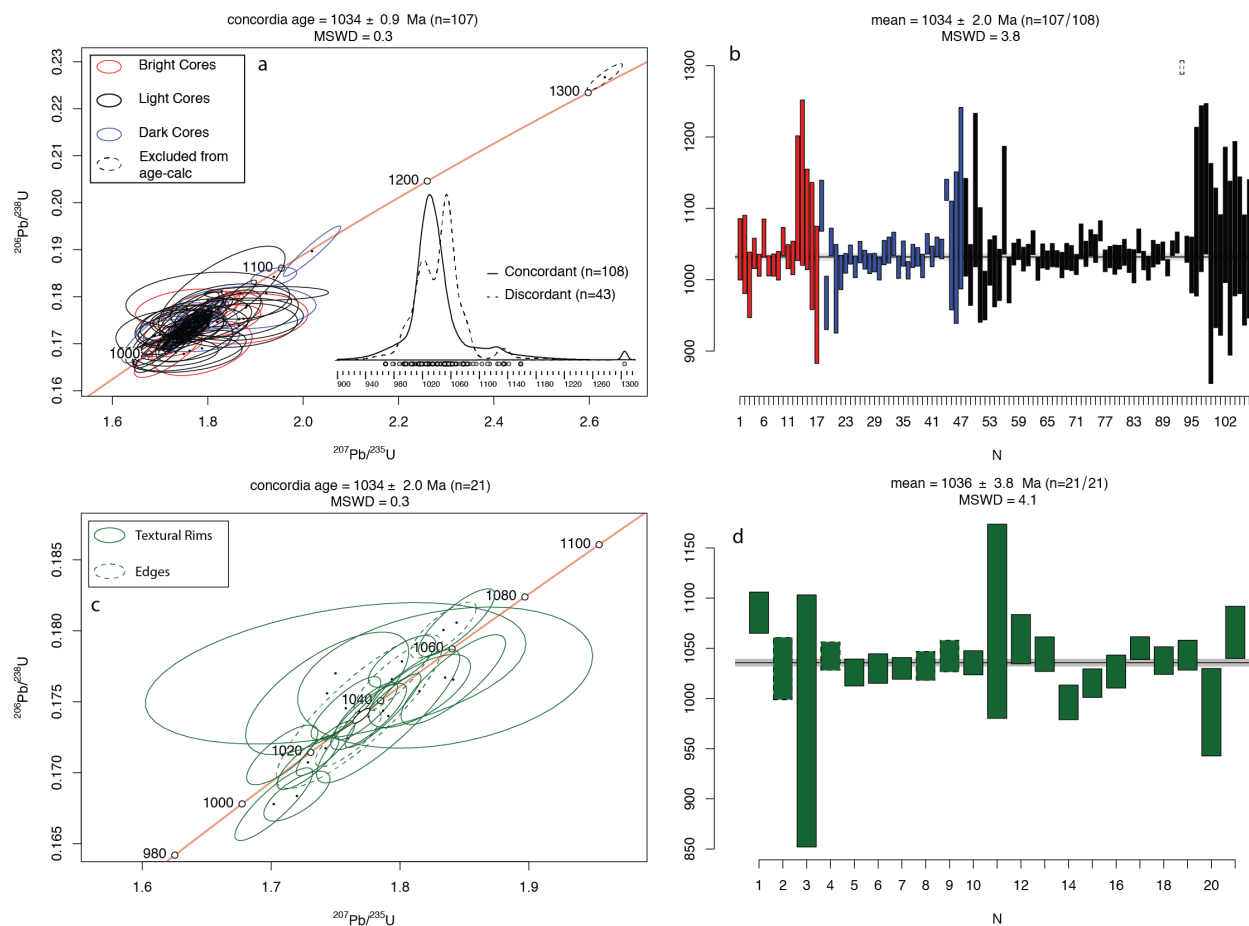 concordia age = 1034 ± 0.9 Ma (n=107)
MSWD = 0.3
a
Bright Cores
Light Cores
Dark Cores
Excluded from
age-calc
1000
1100
1200
1300
Concordant (n=108)
Discordant (n=43)
900 940 980 1020 1060 1100 1140 1180 1220 1260 1300
0.16 0.17 0.18 0.19 0.20 0.21 0.22 0.23
206Pb/238U
1.6 1.8 2.0 2.2 2.4 2.6
207Pb/235U
mean = 1034 ± 2.0 Ma (n=107/108)
MSWD = 3.8
b
900 1000 1100 1200 1300
1 6 11 17 23 29 35 41 47 53 59 65 71 77 83 89 95 102
N
concordia age = 1034 ± 2.0 Ma (n=21)
MSWD = 0.3
Textural Rims
Edges
c
980
1000
1020
1040
1060
1080
1100
0.165 0.170 0.175 0.180 0.185
206Pb/238U
1.6 1.7 1.8 1.9
207Pb/235U
mean = 1036 ± 3.8 Ma (n=21/21)
MSWD = 4.1
d
850 900 950 1000 1050 1100 1150
1 2 3 4 5 6 7 8 9 10 12 14 16 18 20
N